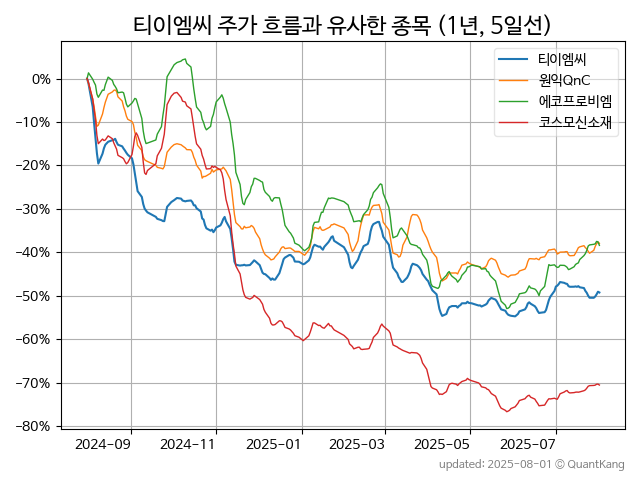 티이엠씨 주가 흐름과 유사한 종목 (1년, 5일선)
티이엠씨
원익QnC
에코프로비엠
코스모신소재
0%
−10%
−20%
−30%
−40%
−50%
−60%
−70%
−80%
2024-09
2024-11
2025-01
2025-03
2025-05
2025-07
updated: 2025-08-01 © QuantKang